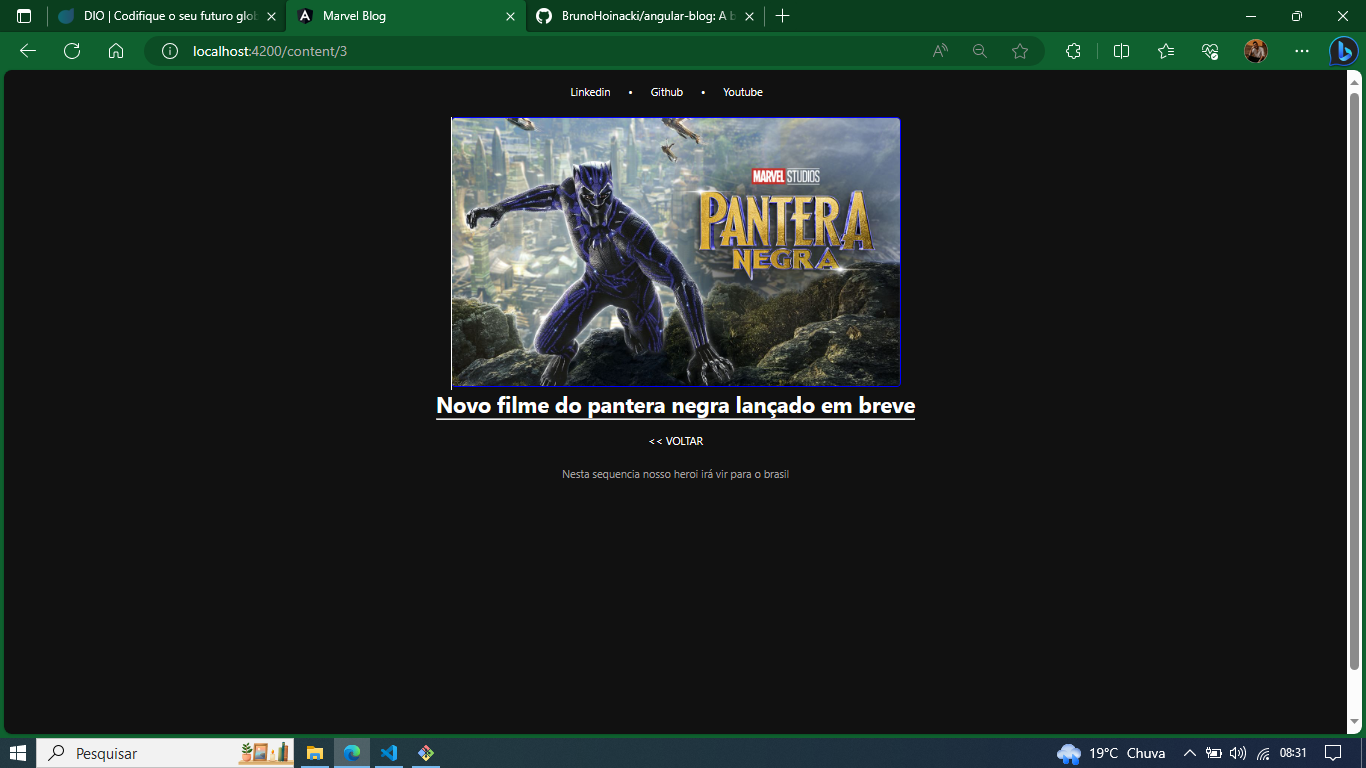 DIO | Codifique o seu futuro glob
Marvel Blog
BrunoHoinacki/angular-blog: A b
localhost:4200/content/3
Linkedin • Github • Youtube
MARVEL STUDIOS
PANTERA
NEGRA
Novo filme do pantera negra lançado em breve
<< VOLTAR
Nesta sequencia nosso heroi irá vir para o brasil
Pesquisar
19°C Chuva
08:31